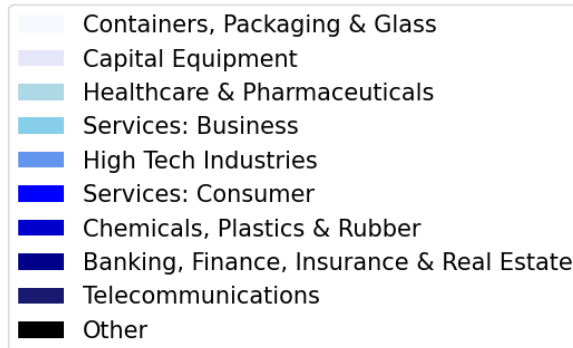 Containers, Packaging & Glass
Capital Equipment
Healthcare & Pharmaceuticals
Services: Business
High Tech Industries
Services: Consumer
Chemicals, Plastics & Rubber
Banking, Finance, Insurance & Real Estate
Telecommunications
Other